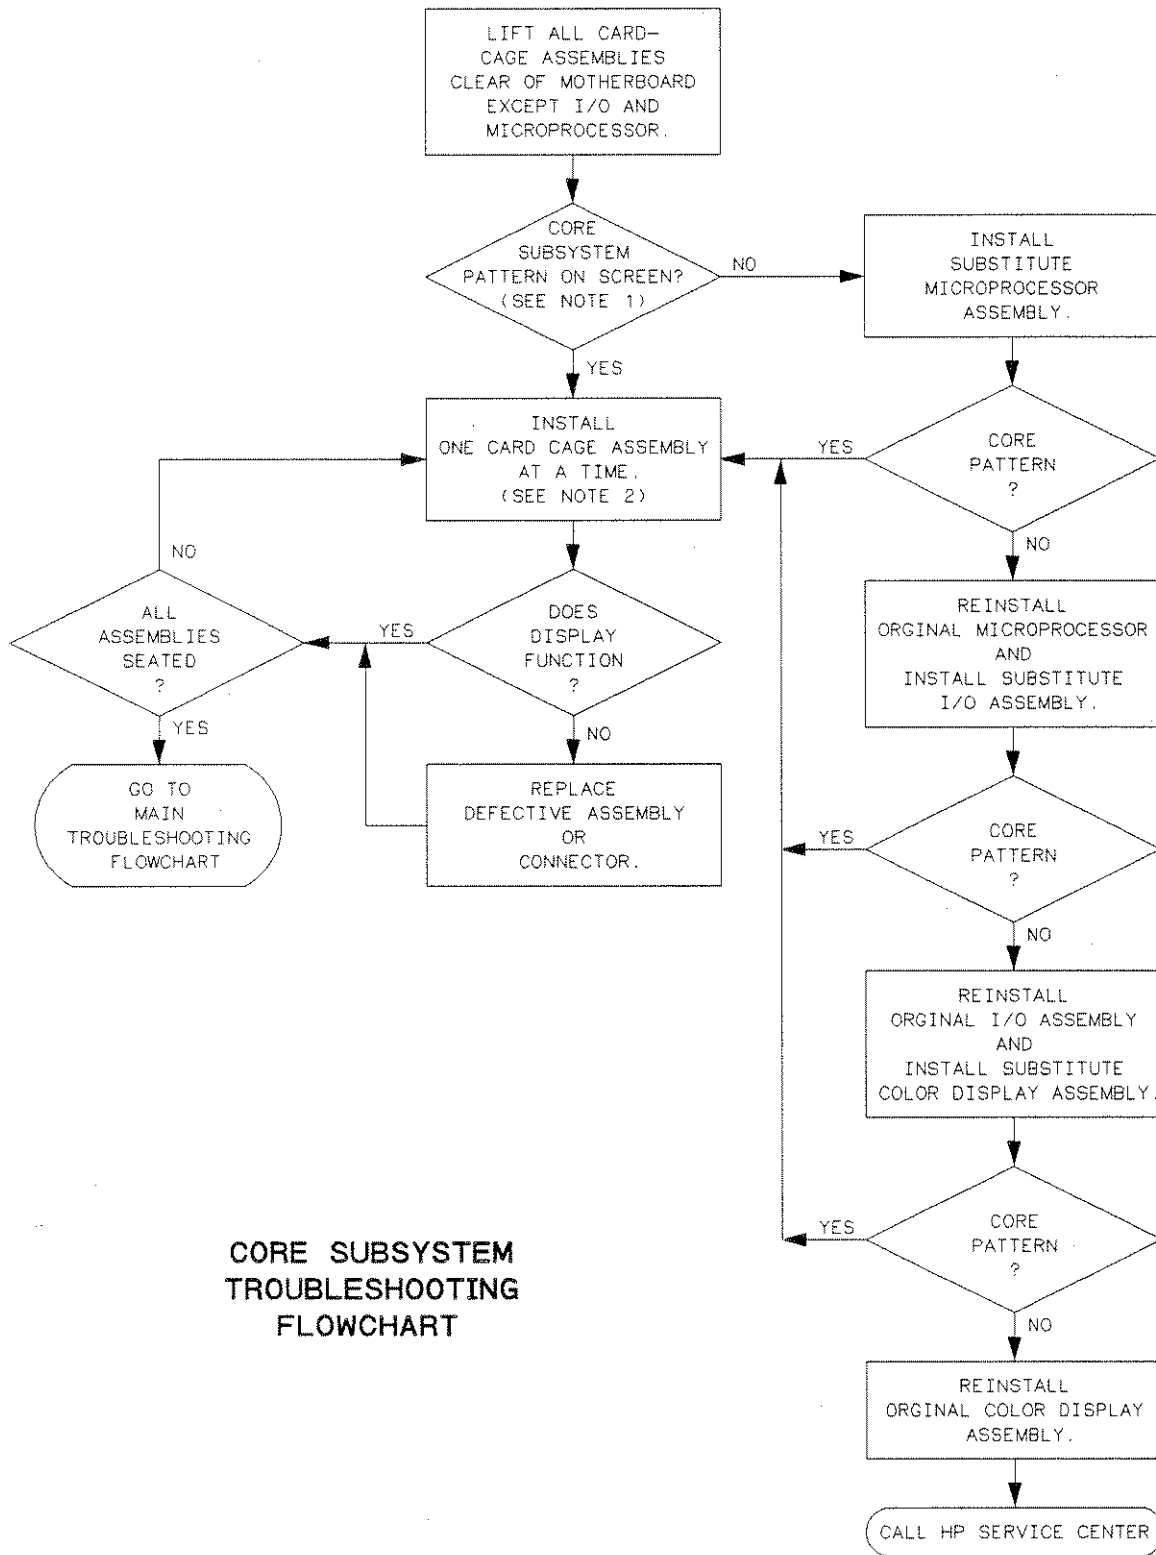 LIFT ALL CARD-
CAGE ASSEMBLIES
CLEAR OF MOTHERBOARD
EXCEPT I/O AND
MICROPROCESSOR.
CORE
SUBSYSTEM
PATTERN ON SCREEN?
(SEE NOTE 1)
NO
YES
INSTALL
SUBSTITUTE
MICROPROCESSOR
ASSEMBLY.
INSTALL
ONE CARD CAGE ASSEMBLY
AT A TIME.
(SEE NOTE 2)
YES
CORE
PATTERN
?
NO
NO
ALL
ASSEMBLIES
SEATED
?
YES
YES
DOES
DISPLAY
FUNCTION
?
NO
REINSTALL
ORGINAL MICROPROCESSOR
AND
INSTALL SUBSTITUTE
I/O ASSEMBLY.
GO TO
MAIN
TROUBLESHOOTING
FLOWCHART
REPLACE
DEFECTIVE ASSEMBLY
OR
CONNECTOR.
YES
CORE
PATTERN
?
NO
REINSTALL
ORGINAL I/O ASSEMBLY
AND
INSTALL SUBSTITUTE
COLOR DISPLAY ASSEMBLY.
YES
CORE
PATTERN
?
NO
CORE SUBSYSTEM
TROUBLESHOOTING
FLOWCHART
REINSTALL
ORGINAL COLOR DISPLAY
ASSEMBLY.
CALL HP SERVICE CENTER